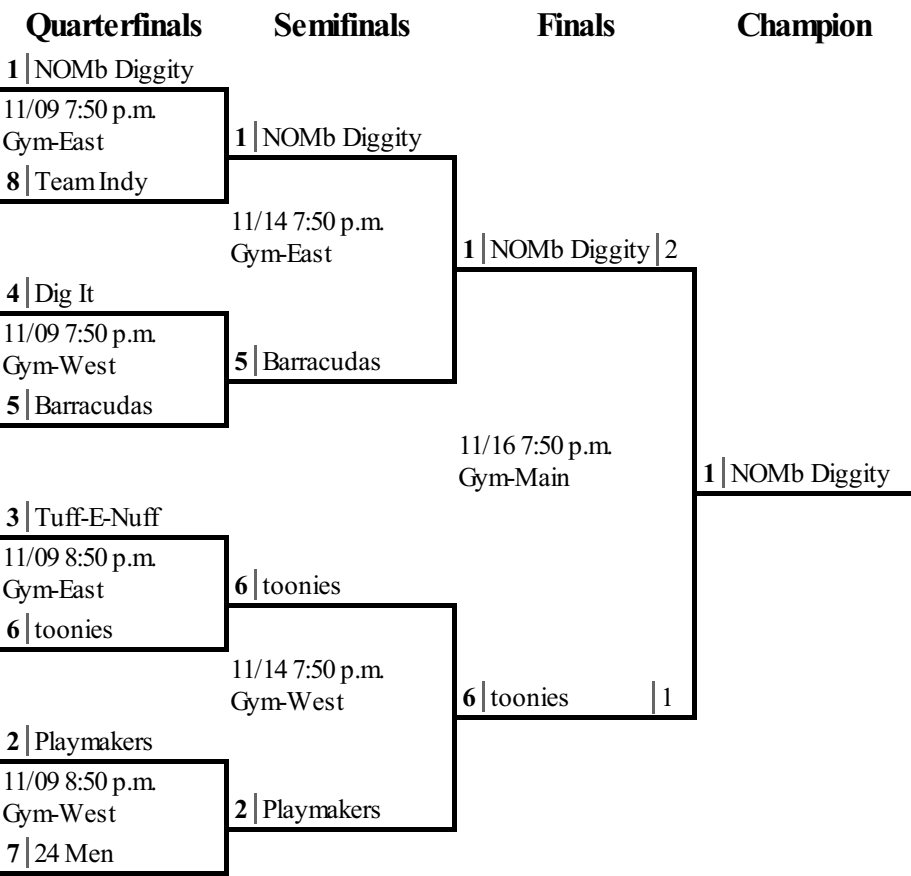 Quarterfinals Semifinals Finals Champion
1 NOMb Diggity
11/09 7:50 p.m.
Gym-East
8 Team Indy
4 Dig It
11/09 7:50 p.m.
Gym-West
5 Barracudas
3 Tuff-E-Nuff
11/09 8:50 p.m.
Gym-East
6 toonies
2 Playmakers
11/09 8:50 p.m.
Gym-West
7 24 Men
1 NOMb Diggity
11/14 7:50 p.m.
Gym-East
5 Barracudas
6 toonies
11/14 7:50 p.m.
Gym-West
2 Playmakers
1 NOMb Diggity 2
11/16 7:50 p.m.
Gym-Main
6 toonies 1
1 NOMb Diggity